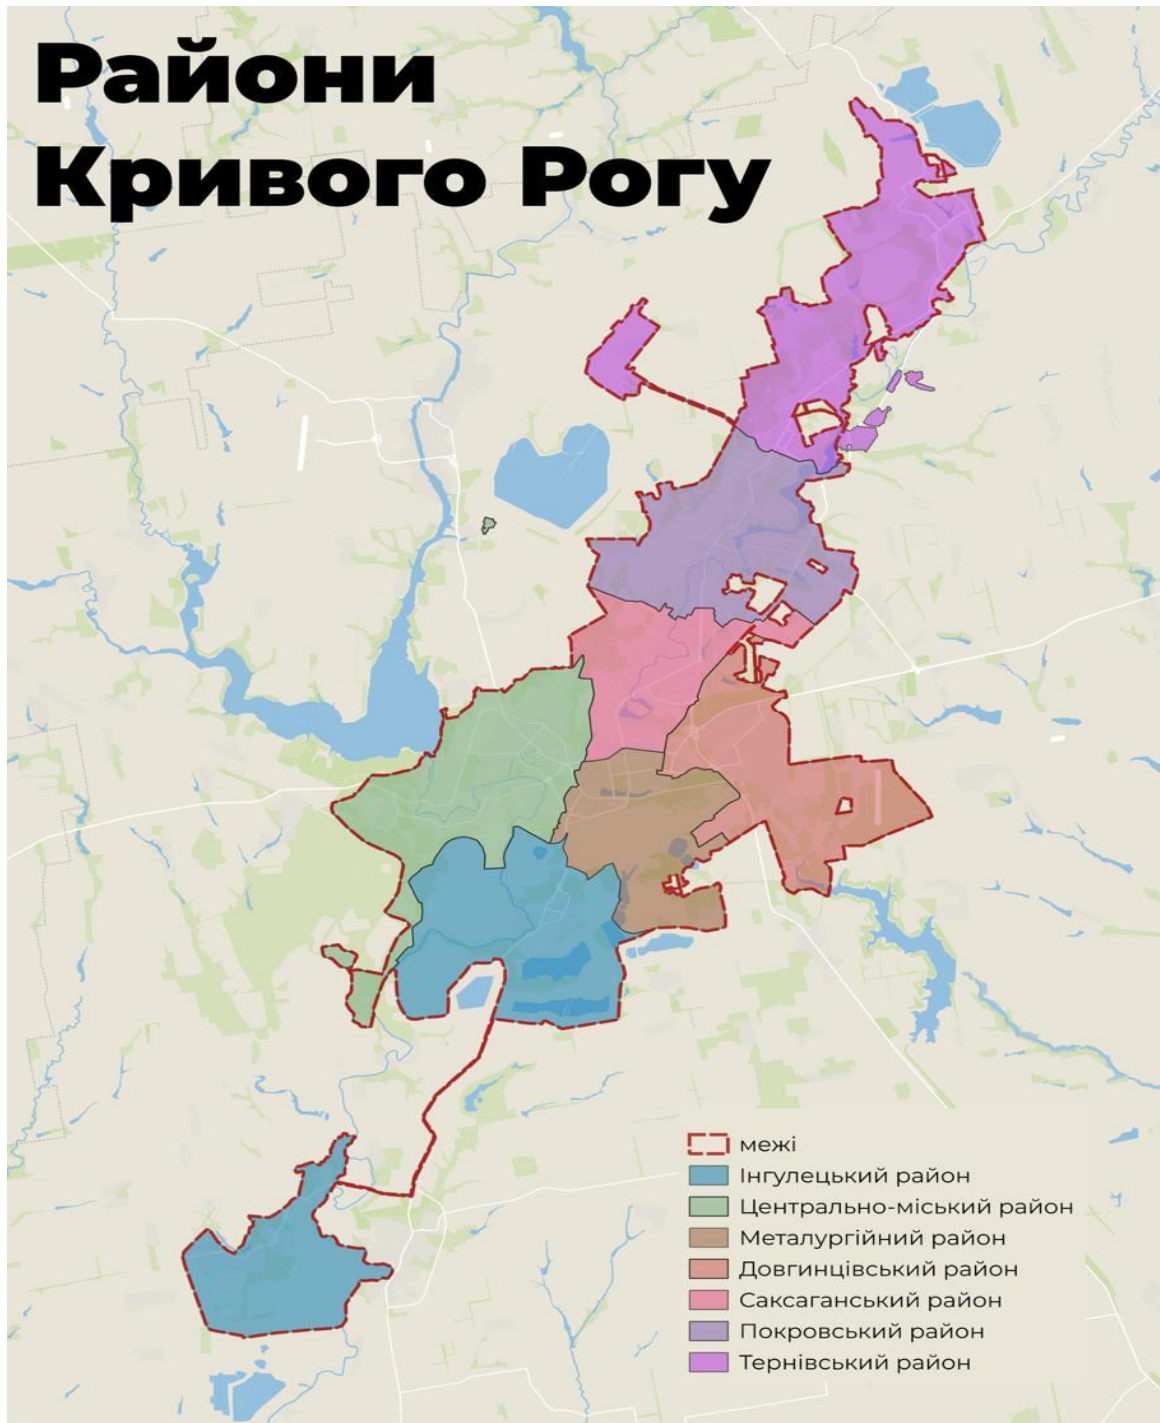 Райони
Кривого Рогу
межі
Інгулецький район
Центрально-міський район
Металургійний район
Довгинцівський район
Саксаганський район
Покровський район
Тернівський район